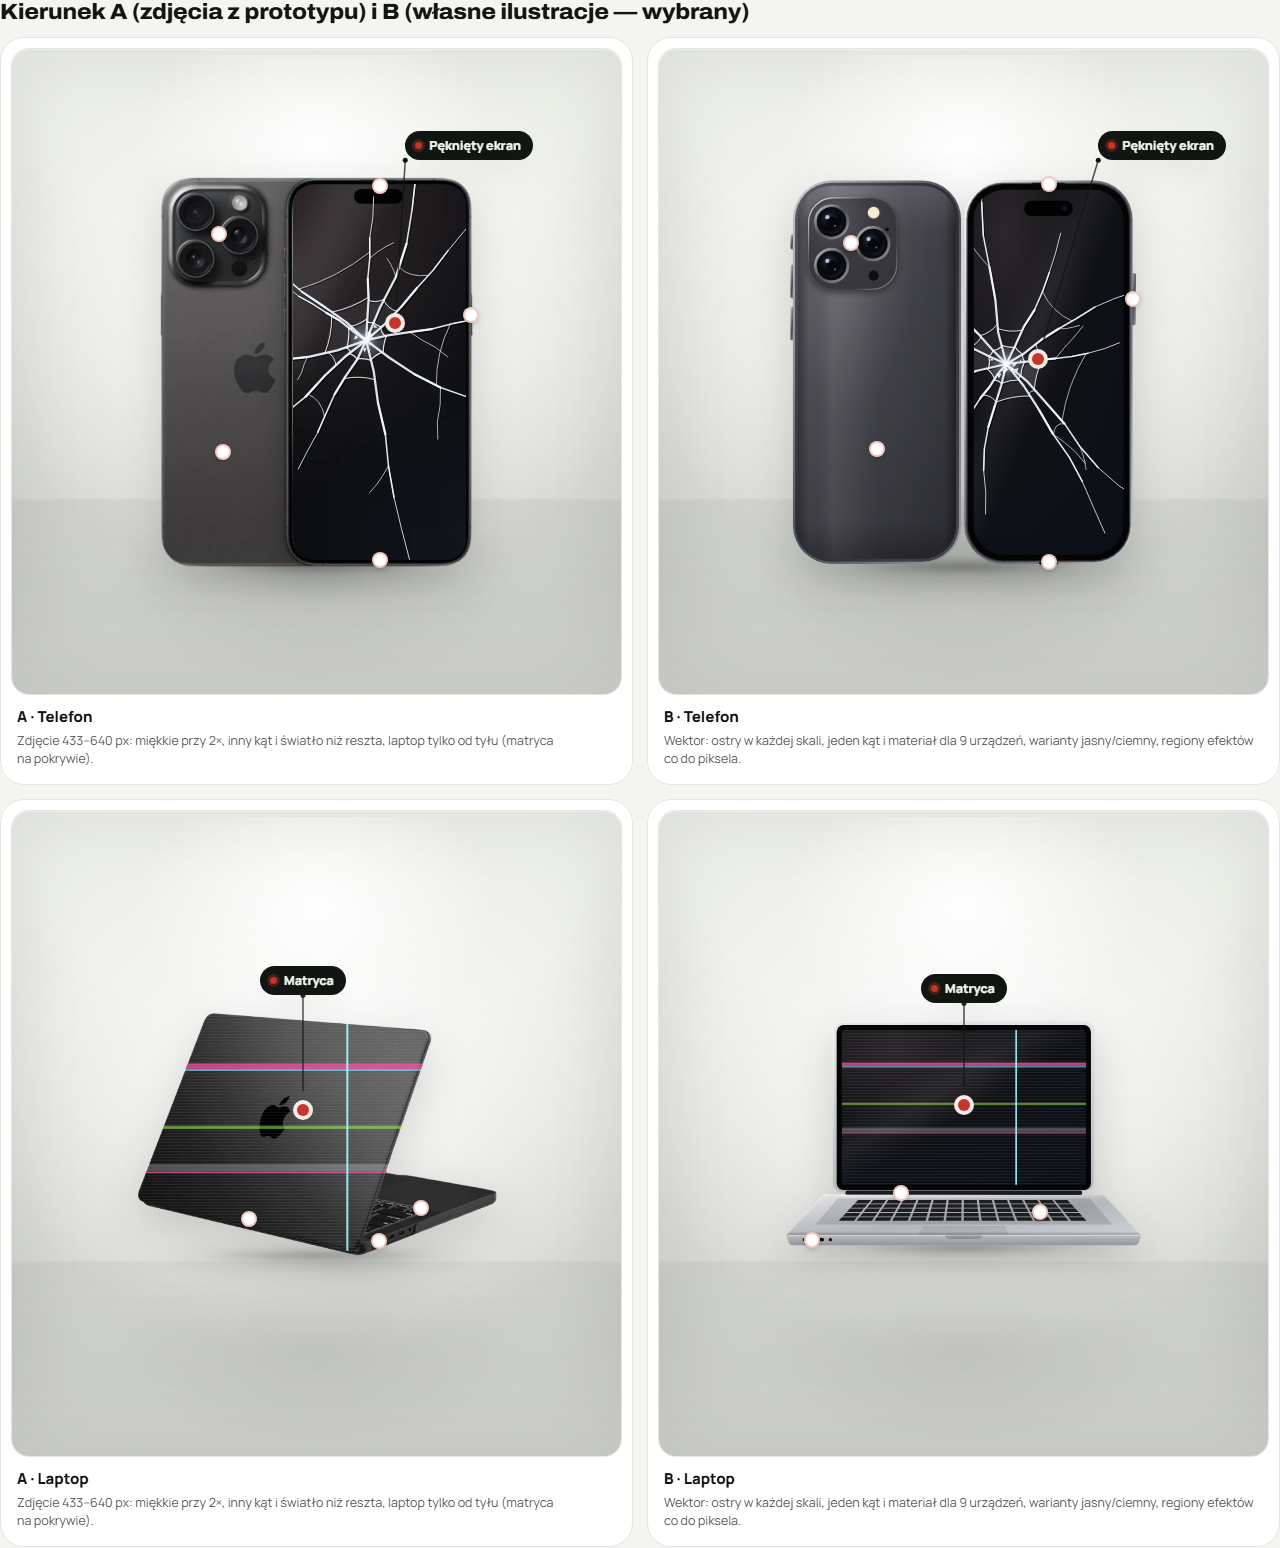 Kierunek A (zdjęcia z prototypu) i B (własne ilustracje — wybrany)
Pęknięty ekran
Pęknięty ekran
A · Telefon
Zdjęcie 433–640 px: miękkie przy 2×, inny kąt i światło niż reszta, laptop tylko od tyłu (matryca
na pokrywie).
B · Telefon
Wektor: ostry w każdej skali, jeden kąt i materiał dla 9 urządzeń, warianty jasny/ciemny, regiony efektów
co do piksela.
Matryca
Matryca
A · Laptop
Zdjęcie 433–640 px: miękkie przy 2×, inny kąt i światło niż reszta, laptop tylko od tyłu (matryca
na pokrywie).
B · Laptop
Wektor: ostry w każdej skali, jeden kąt i materiał dla 9 urządzeń, warianty jasny/ciemny, regiony efektów
co do piksela.